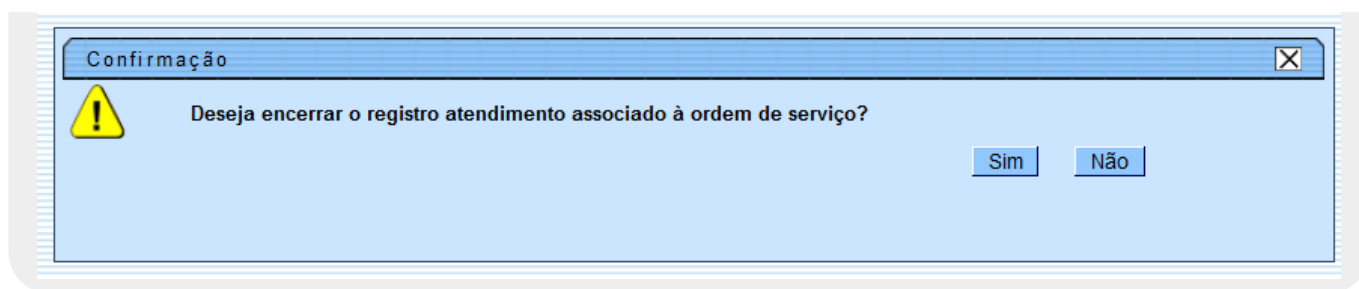 Confirmação
Deseja encerrar o registro atendimento associado à ordem de serviço?
Sim Não